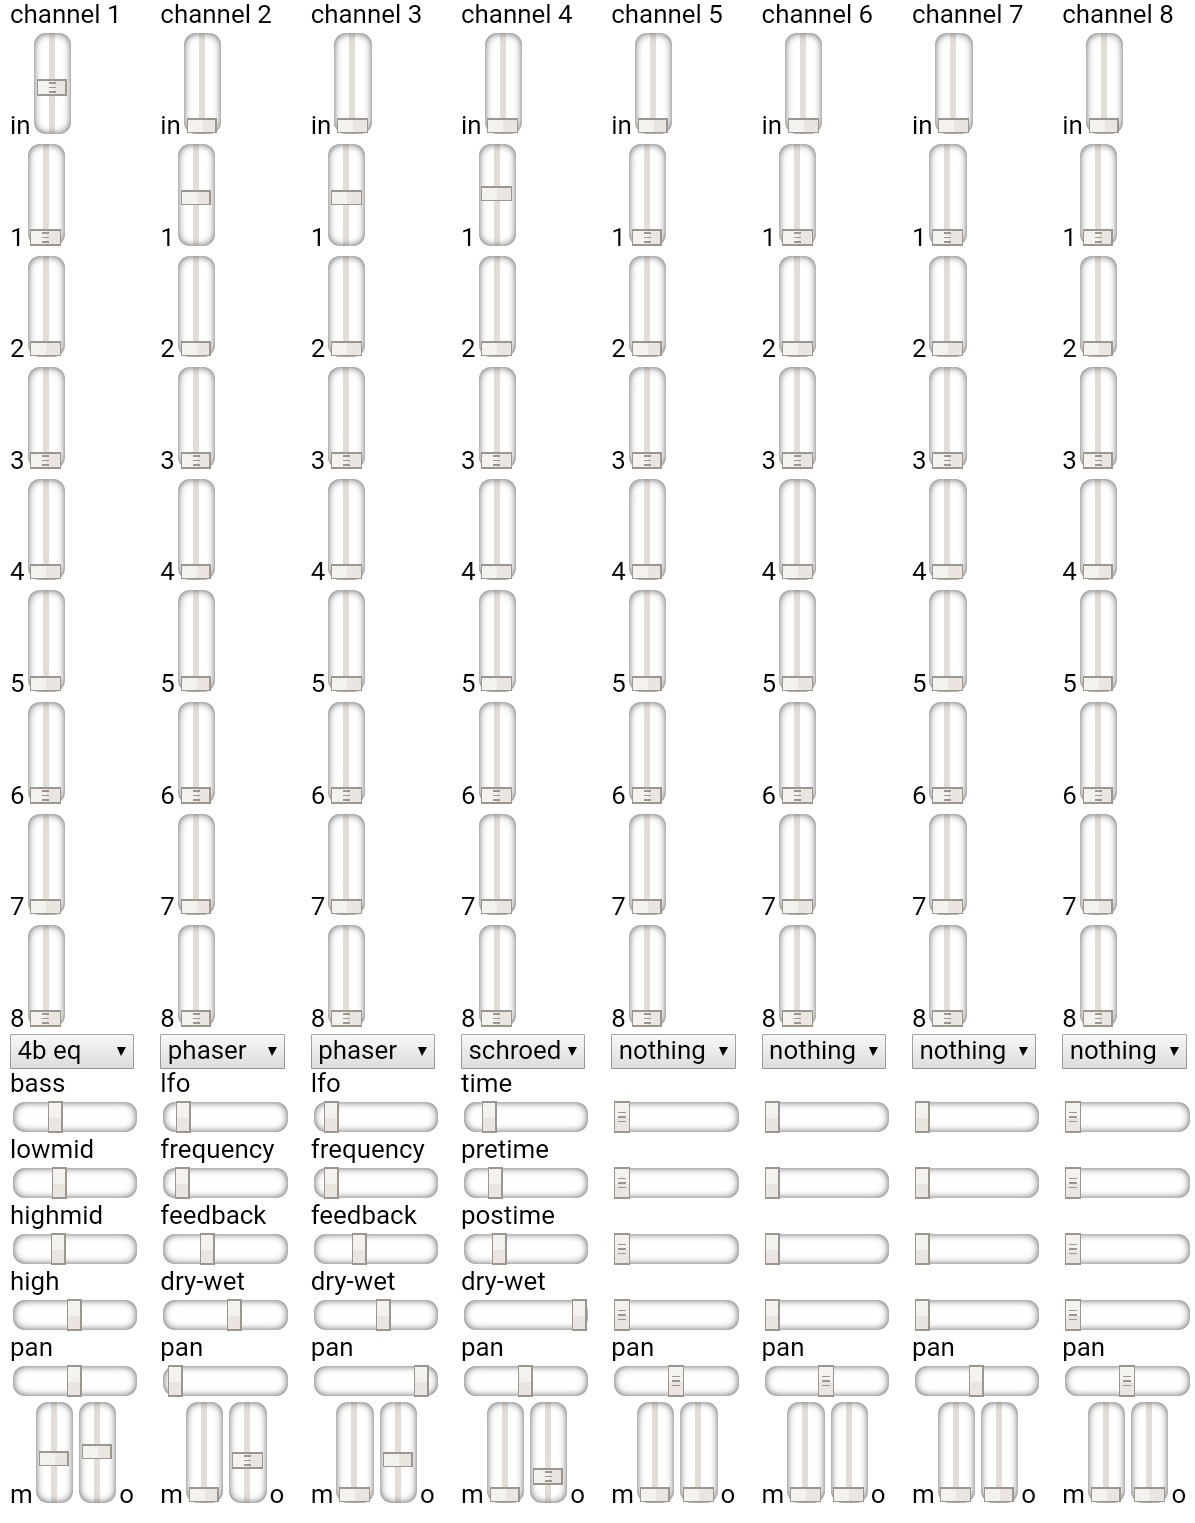 channel 1 channel 2 channel 3 channel 4 channel 5 channel 6 channel 7 channel 8
in in in in in in in in
1 1 1 1 1 1 1 1
2 2 2 2 2 2 2 2
3 3 3 3 3 3 3 3
4 4 4 4 4 4 4 4
5 5 5 5 5 5 5 5
6 6 6 6 6 6 6 6
7 7 7 7 7 7 7 7
8 8 8 8 8 8 8 8
4b eq phaser phaser schroed nothing nothing nothing nothing
bass lfo lfo time
lowmid frequency frequency pretime
highmid feedback feedback postime
high dry-wet dry-wet dry-wet
pan pan pan pan pan pan pan pan
m o m o m o m o m o m o m o m o